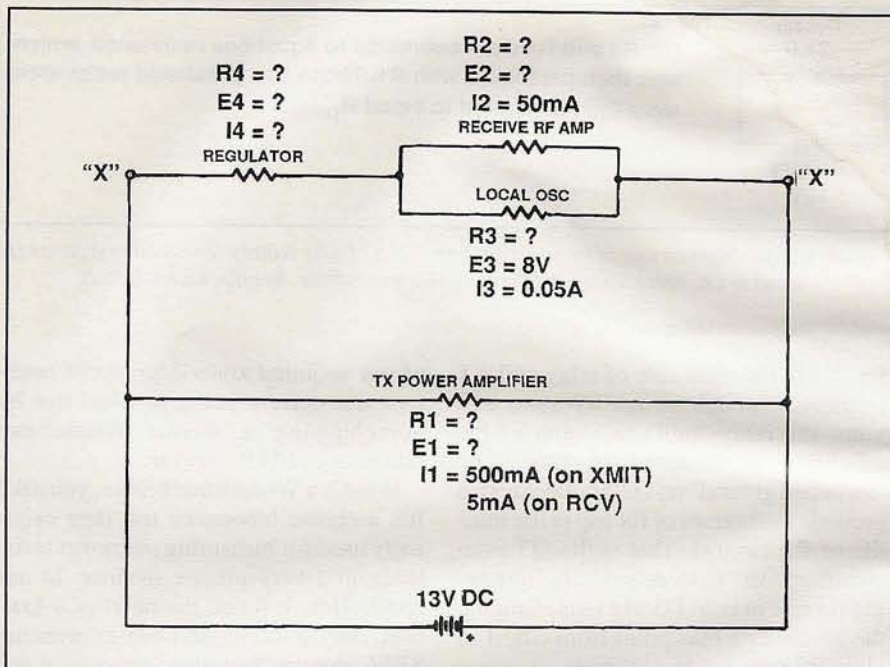 R4 = ?
E4 = ?
I4 = ?
REGULATOR
R2 = ?
E2 = ?
I2 = 50mA
RECEIVE RF AMP
"X"
"X"
LOCAL OSC
R3 = ?
E3 = 8V
I3 = 0.05A
TX POWER AMPLIFIER
R1 = ?
E1 = ?
I1 = 500mA (on XMIT)
5mA (on RCV)
13V DC
+